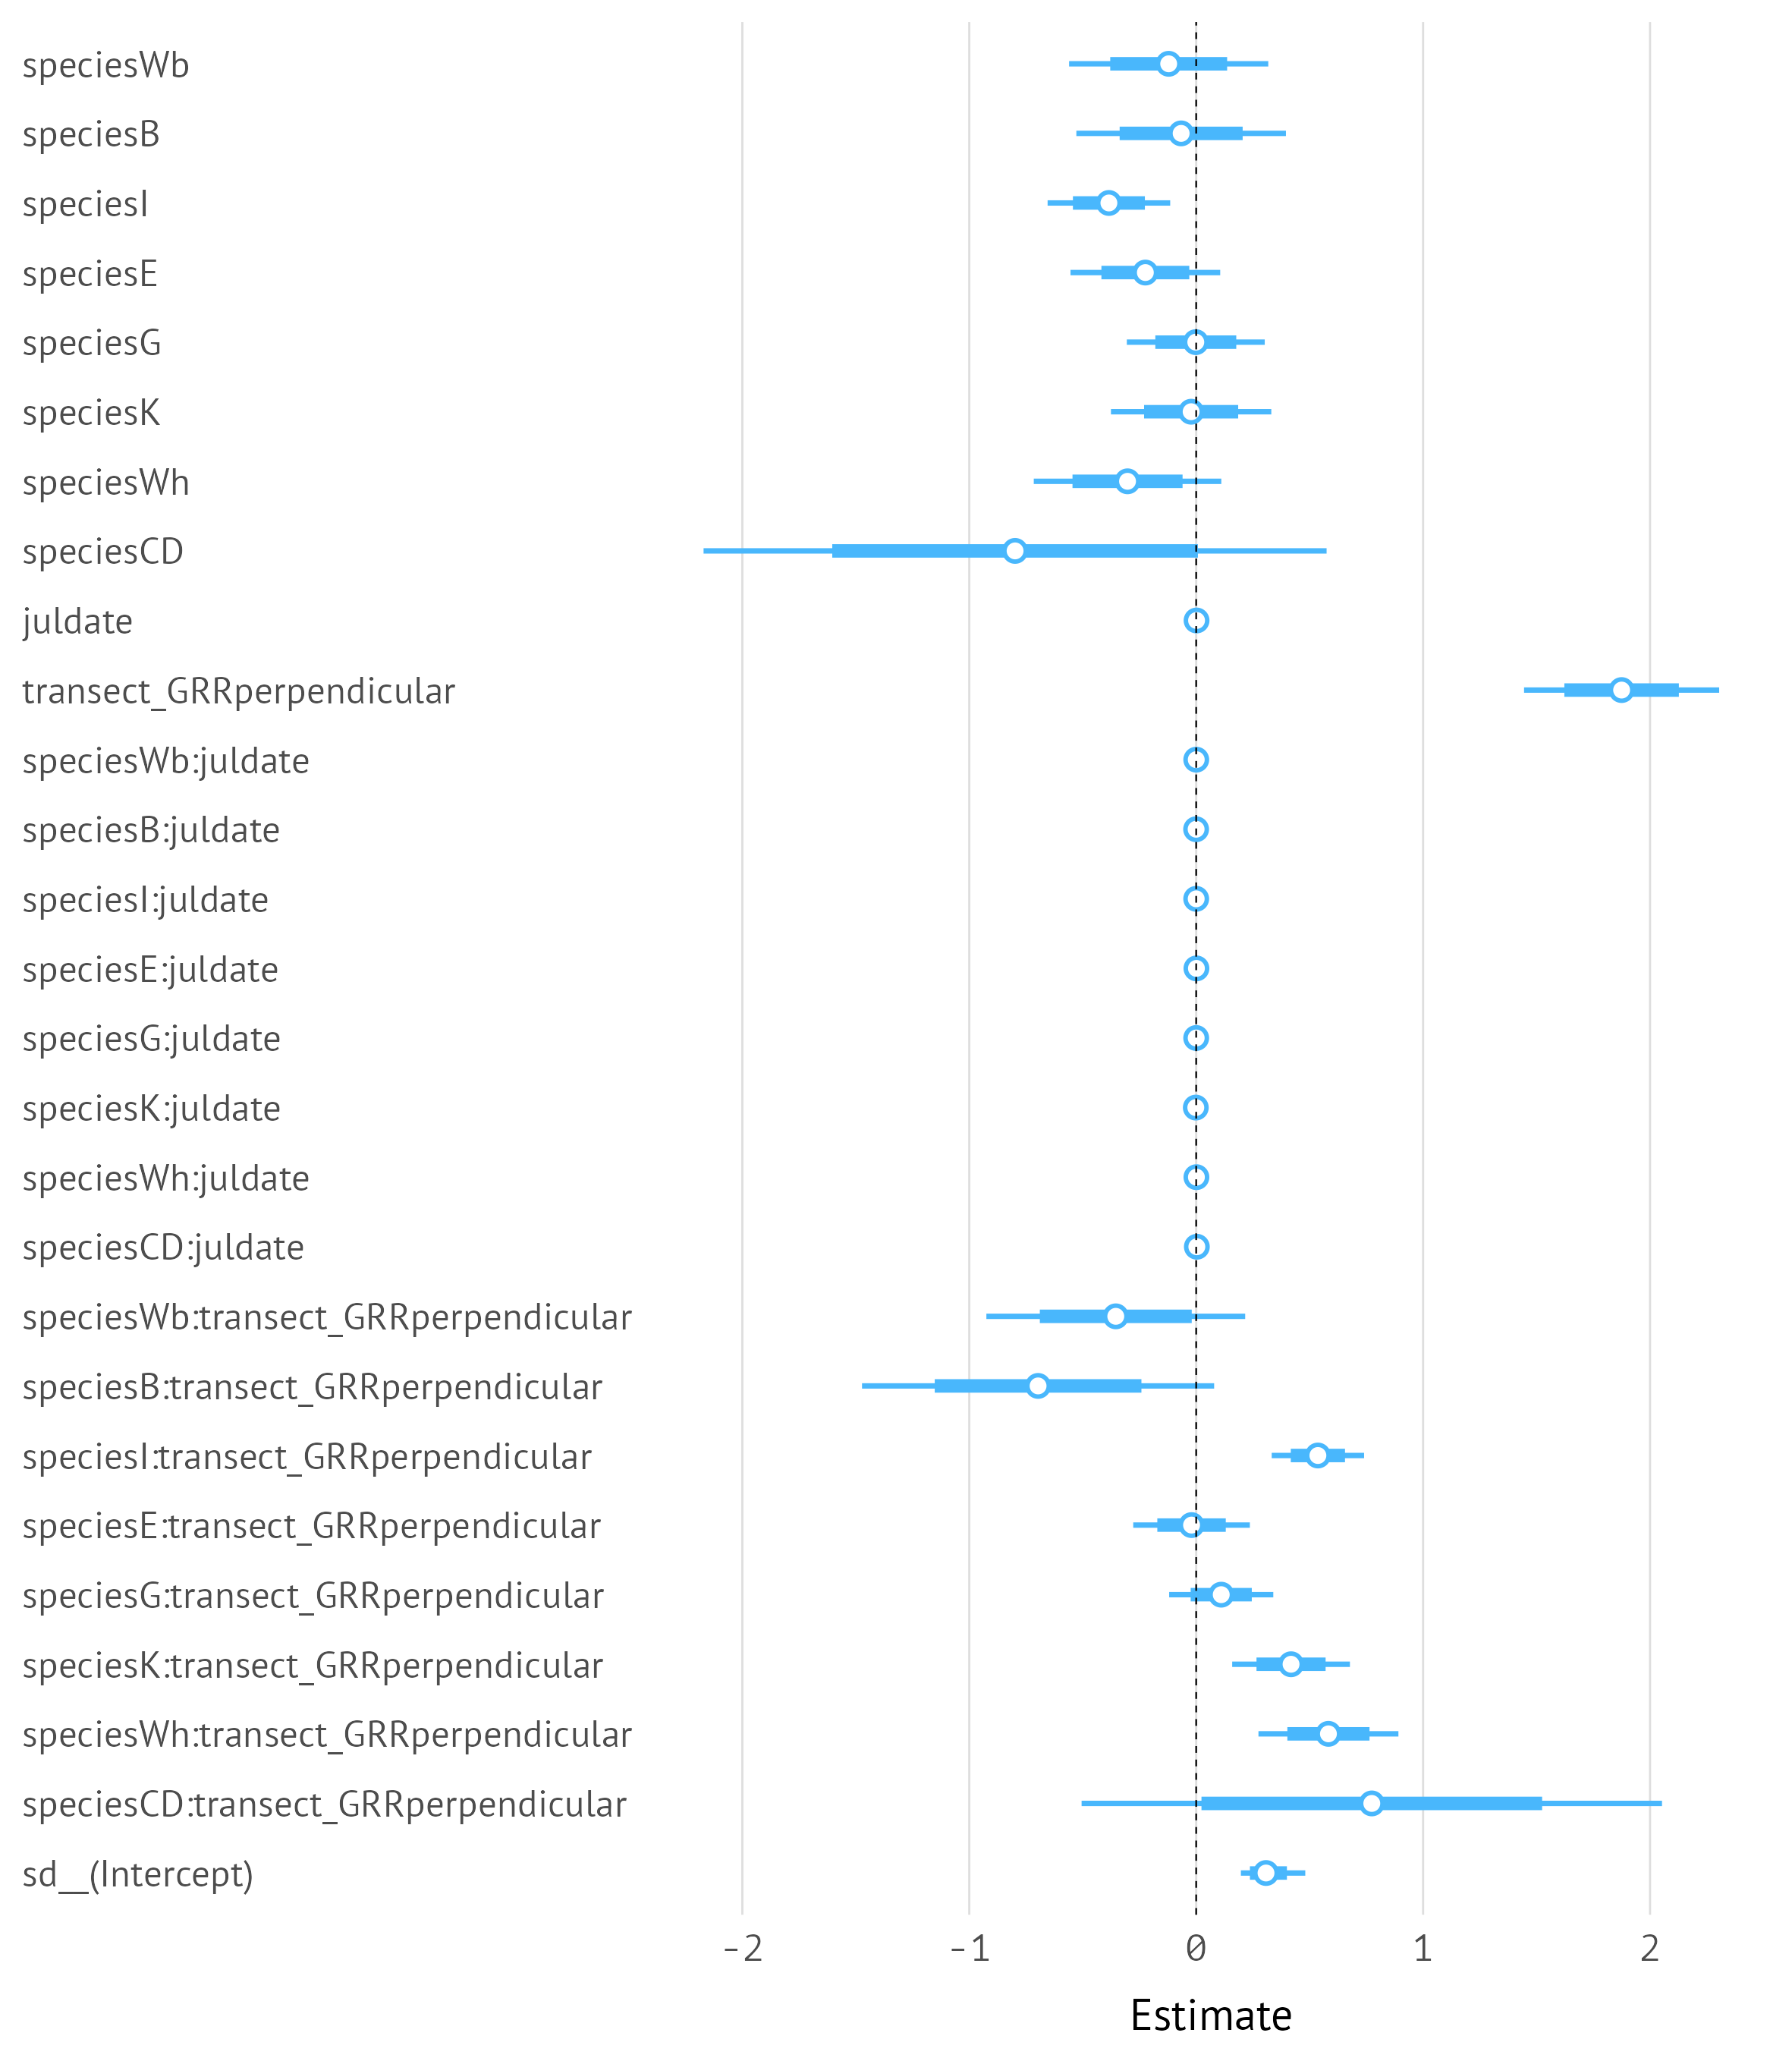 speciesWb
speciesB
speciesI
speciesE
speciesG
speciesK
speciesWh
speciesCD
juldate
transect_GRRperpendicular
speciesWb:juldate
speciesB:juldate
speciesI:juldate
speciesE:juldate
speciesG:juldate
speciesK:juldate
speciesWh:juldate
speciesCD:juldate
speciesWb:transect_GRRperpendicular
speciesB:transect_GRRperpendicular
speciesI:transect_GRRperpendicular
speciesE:transect_GRRperpendicular
speciesG:transect_GRRperpendicular
speciesK:transect_GRRperpendicular
speciesWh:transect_GRRperpendicular
speciesCD:transect_GRRperpendicular
sd__(Intercept)
-2 -1 0 1 2
Estimate